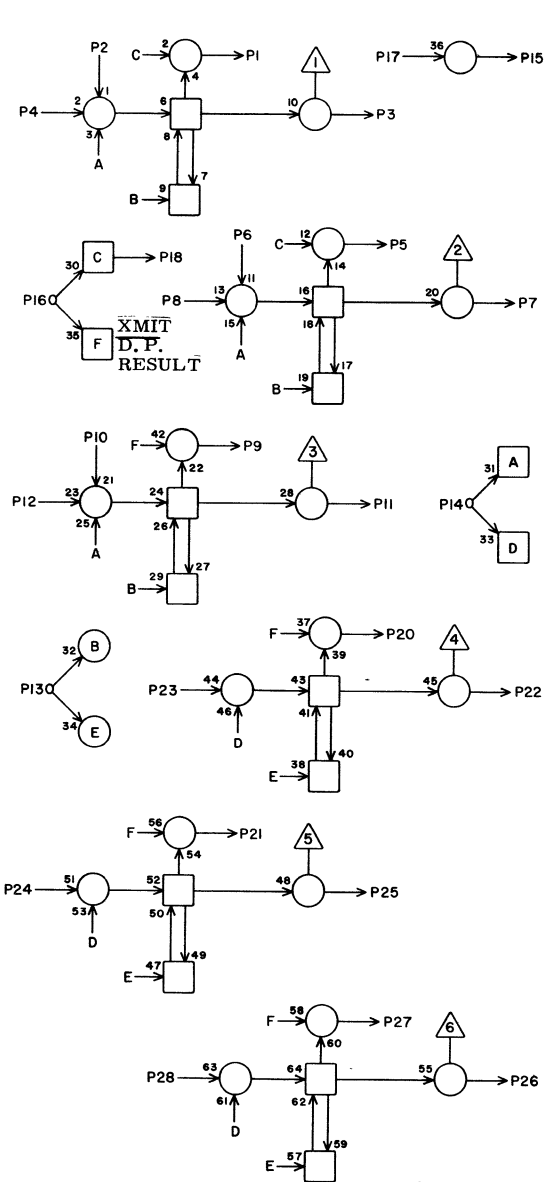 P2
C 2 P1
1
P17 36 P15
1 4
P4 2 6 10 P3
3 8
A 7
B 9
P6
C 12 P5
2
30 C P18
11 14
P16 P8 13 16 20 P7
35 F XMIT D.P. RESULT
15 18
A 17
B 19
P10
F 42 P9
3
31 A
21 22
P12 23 24 28 P11
P14
25 26
33 D
A 27
B 29
F 37 P20
4
32 B
39
P13 P23 44 43 45 P22
34 E
46 41
D 40
E 38
F 56 P21
5
54
P24 51 52 48 P25
53 50
D 49
E 47
F 58 P27
6
60
P28 63 64 55 P26
61 62
D 59
E 57